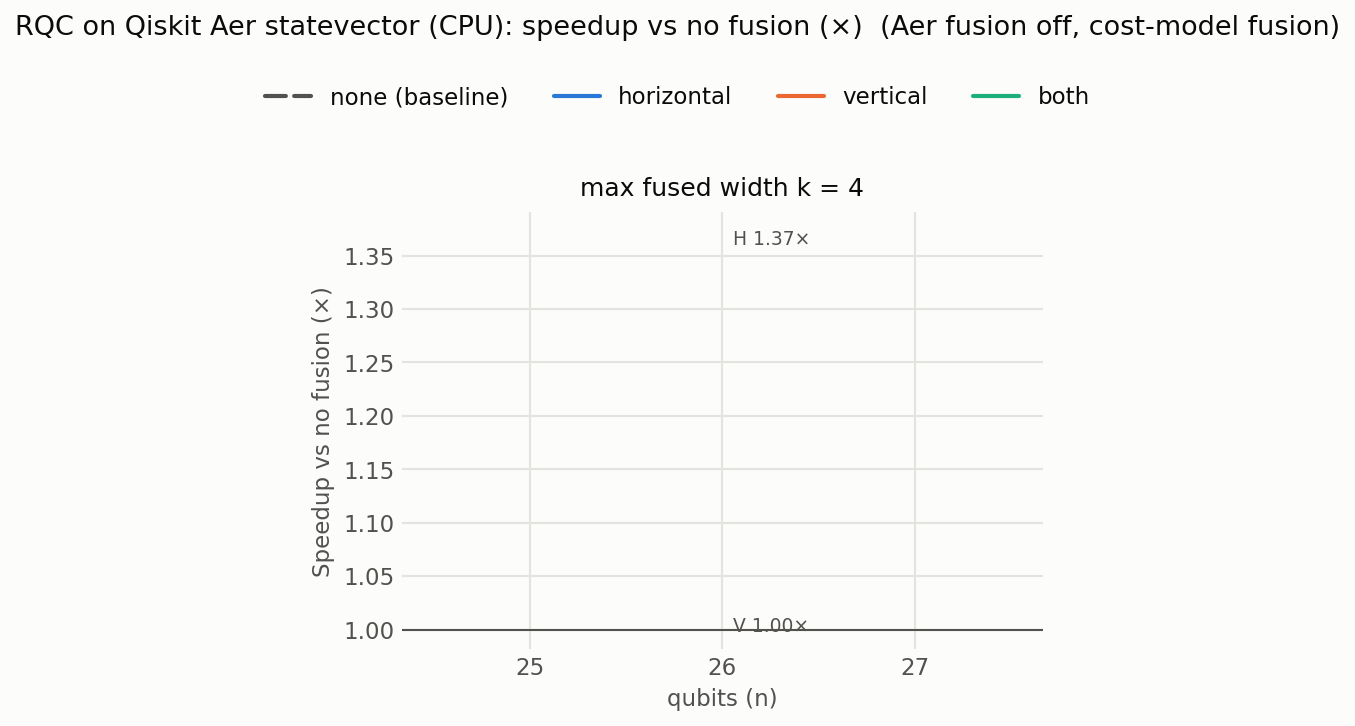 RQC on Qiskit Aer statevector (CPU): speedup vs no fusion (×)  (Aer fusion off, cost-model fusion)
none (baseline) horizontal vertical both
max fused width k = 4
Speedup vs no fusion (×)
H 1.37×
1.35
1.30
1.25
1.20
1.15
1.10
1.05
V 1.00×
1.00
25 26 27
qubits (n)